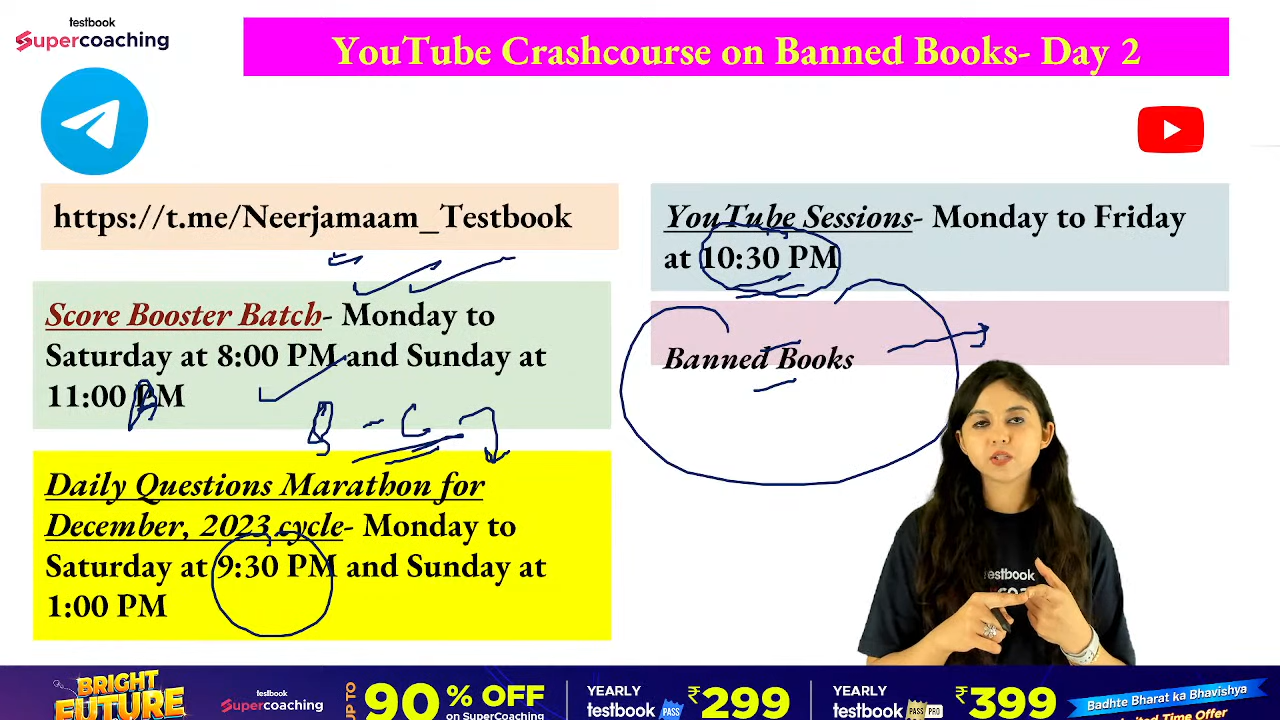 testbook
Supercoaching
YouTube Crashcourse on Banned Books- Day 2
https://t.me/Neerjamaam_Testbook
Score Booster Batch- Monday to
Saturday at 8:00 PM and Sunday at
11:00 PM
A
B - C
Daily Questions Marathon for
December, 2023 cycle- Monday to
Saturday at 9:30 PM and Sunday at
1:00 PM
YouTube Sessions- Monday to Friday
at 10:30 PM
Banned Books
testbook
BRIGHT
FUTURE
testbook
Supercoaching
UPTO
90% OFF
on SuperCoaching
YEARLY
testbook PASS
₹299
YEARLY
testbook PASS PRO
₹399
Badhte Bharat ka Bhavishya
Time Offer